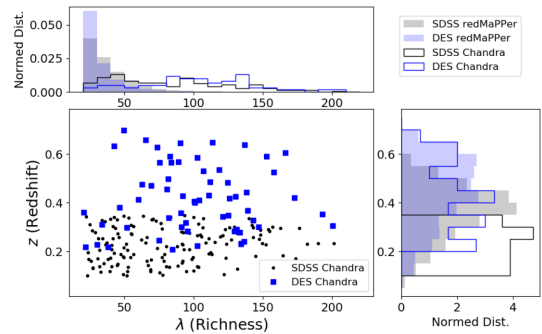 Normed Dist.
0.050
0.025
0.000
50
100
150
200
SDSS redMaPPer
DES redMaPPer
SDSS Chandra
DES Chandra
z (Redshift)
0.6
0.4
0.2
SDSS Chandra
DES Chandra
50
100
150
200
λ (Richness)
0.6
0.4
0.2
0
2
4
Normed Dist.